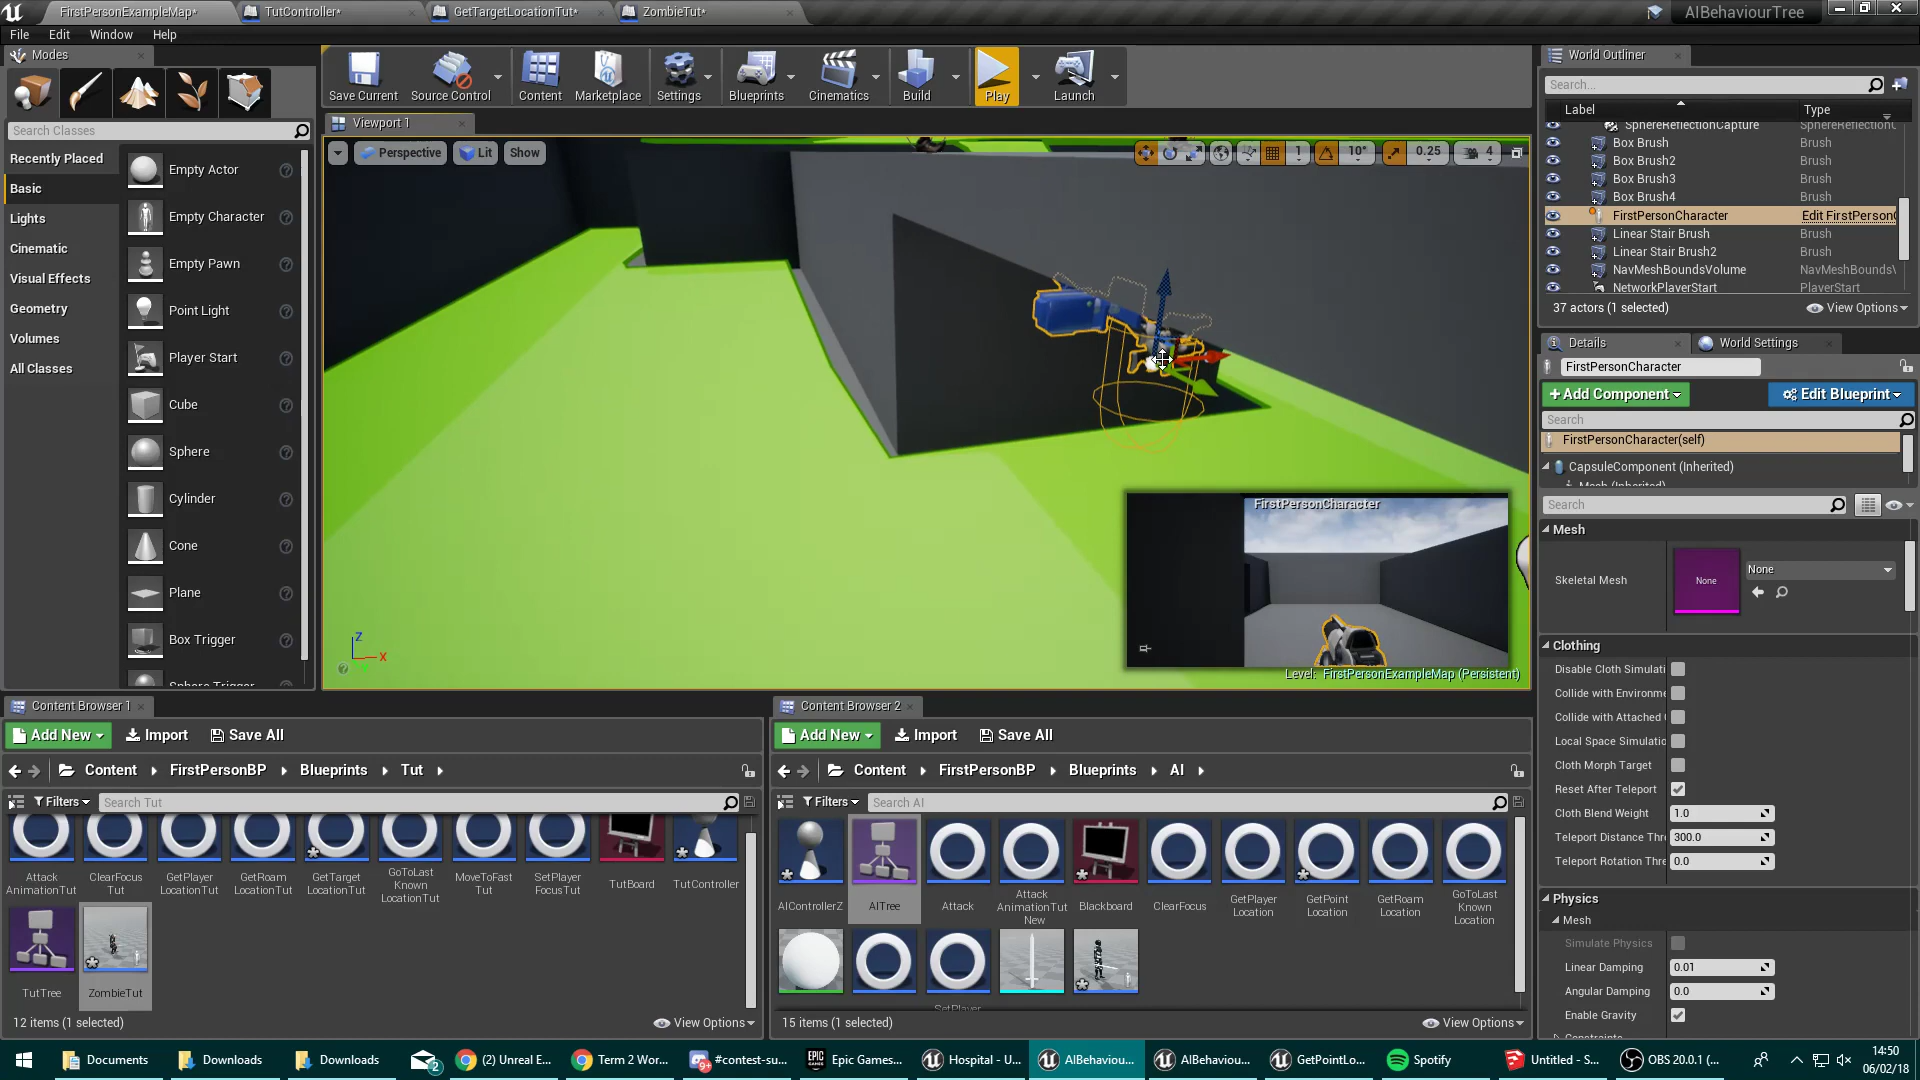 FirstPersonExampleMap*
TutController*
GetTargetLocationTut*
ZombieTut*
AIBehaviourTree
File Edit Window Help
Modes
Search Classes
Recently Placed
Basic
Lights
Cinematic
Visual Effects
Geometry
Volumes
All Classes
Empty Actor
Empty Character
Empty Pawn
Point Light
Player Start
Cube
Sphere
Cylinder
Cone
Plane
Box Trigger
Sphere Trigger
Save Current
Source Control
Content
Marketplace
Settings
Blueprints
Cinematics
Build
Play
Launch
Viewport 1
Perspective Lit Show
1 10° 0.25 4
FirstPersonCharacter
Z
X
Level: FirstPersonExampleMap (Persistent)
World Outliner
Search...
Label Type
SphereReflectionCapture
Box Brush Brush
Box Brush2 Brush
Box Brush3 Brush
Box Brush4 Brush
FirstPersonCharacter Edit FirstPerson
Linear Stair Brush Brush
Linear Stair Brush2 Brush
NavMeshBoundsVolume NavMeshBounds
NetworkPlayerStart PlayerStart
37 actors (1 selected) View Options
Details World Settings
FirstPersonCharacter
+ Add Component Edit Blueprint
Search
FirstPersonCharacter(self)
CapsuleComponent (Inherited)
Mesh (Inherited)
Search
Mesh
Skeletal Mesh None None
Clothing
Disable Cloth Simulati
Collide with Environme
Collide with Attached
Local Space Simulatio
Cloth Morph Target
Reset After Teleport
Cloth Blend Weight 1.0
Teleport Distance Thre 300.0
Teleport Rotation Thre 0.0
Physics
Mesh
Simulate Physics
Linear Damping 0.01
Angular Damping 0.0
Enable Gravity
Constraints
Content Browser 1
Add New Import Save All
Content FirstPersonBP Blueprints Tut
Filters Search Tut
Attack AnimationTut
ClearFocus Tut
GetPlayer LocationTut
GetRoam LocationTut
GetTarget LocationTut
GoToLast Known LocationTut
MoveToFast Tut
SetPlayer FocusTut
TutBoard
TutController
TutTree
ZombieTut
12 items (1 selected) View Options
Content Browser 2
Add New Import Save All
Content FirstPersonBP Blueprints AI
Filters Search AI
AIControllerZ
AITree
Attack
Attack AnimationTut New
Blackboard
ClearFocus
GetPlayer Location
GetPoint Location
GetRoam Location
GoToLast Known Location
SetPlayer
15 items (1 selected) View Options
Documents
Downloads
Downloads
2
(2) Unreal E...
Term 2 Wor...
#contest-su...
Epic Games...
Hospital - U...
AIBehaviou...
AIBehaviou...
GetPointLo...
Spotify
Untitled - S...
OBS 20.0.1 (...
14:50
06/02/18